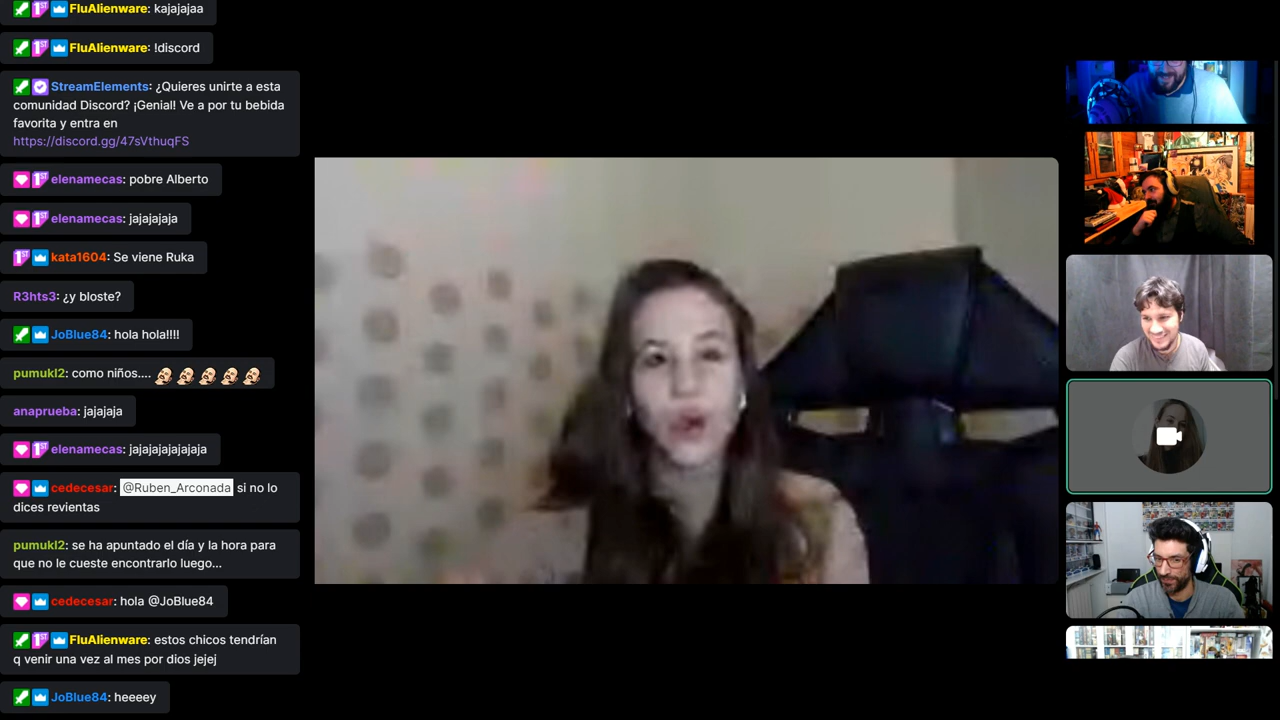 FluAlienware: kajajajaa
FluAlienware: !discord
StreamElements: ¿Quieres unirte a esta
comunidad Discord? ¡Genial! Ve a por tu bebida
favorita y entra en
https://discord.gg/47sVthuqFS
elenamecas: pobre Alberto
elenamecas: jajajajaja
kata1604: Se viene Ruka
R3hts3: ¿y bloste?
JoBlue84: hola hola!!!!
pumukl2: como niños....
anaprueba: jajajaja
elenamecas: jajajajajajajaja
cedecesar: @Ruben_Arconada si no lo
dices revientas
pumukl2: se ha apuntado el día y la hora para
que no le cueste encontrarlo luego...
cedecesar: hola @JoBlue84
FluAlienware: estos chicos tendrían
q venir una vez al mes por dios jejej
JoBlue84: heeeey